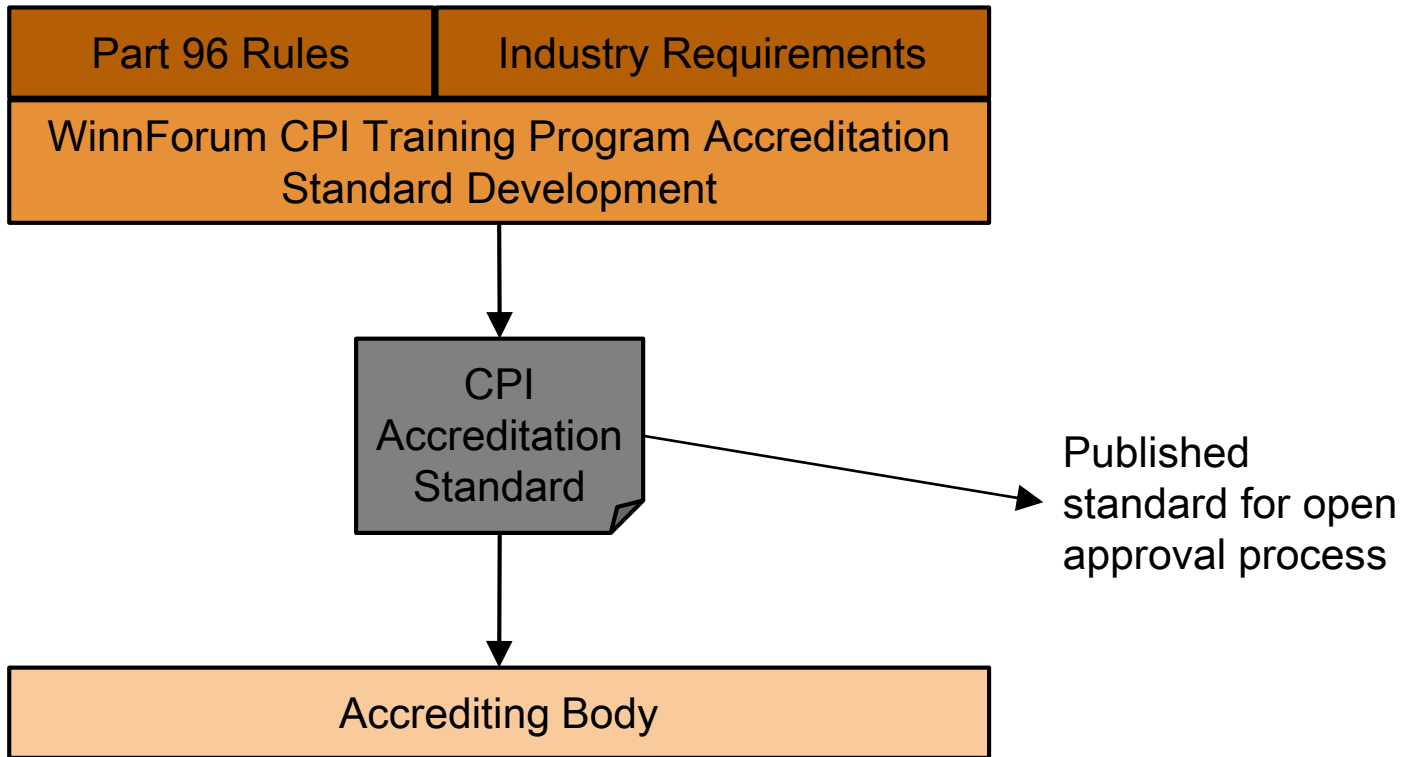 Part 96 Rules
Industry Requirements
WinnForum CPI Training Program Accreditation
Standard Development
CPI
Accreditation
Standard
Published
standard for open
approval process
Accrediting Body